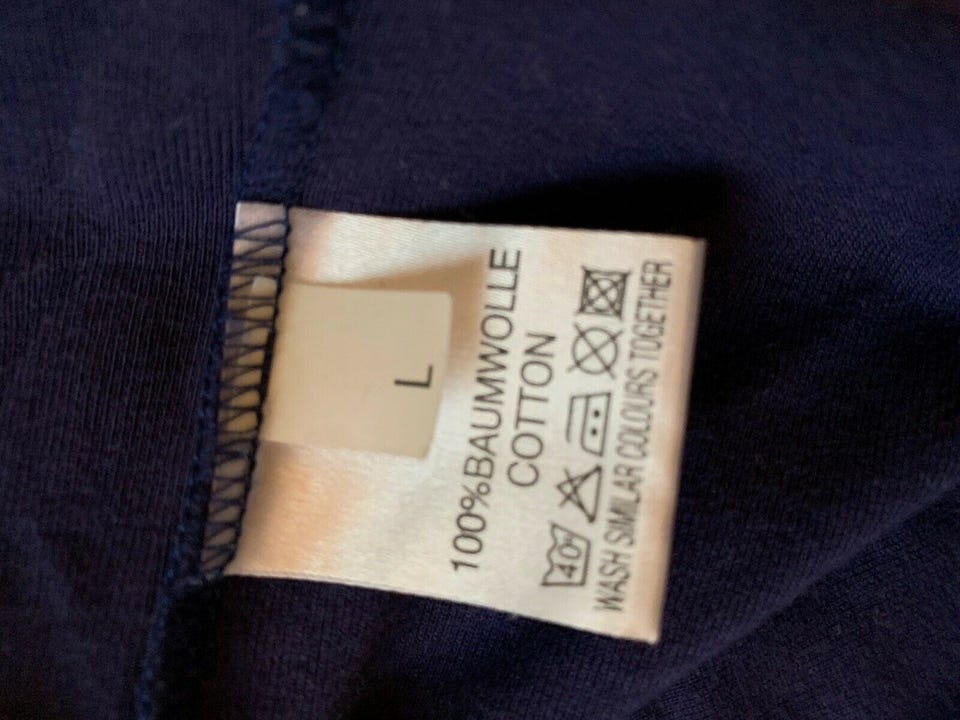 L
100%BAUMWOLLE
COTTON
40°
WASH SIMILAR COLOURS TOGETHER